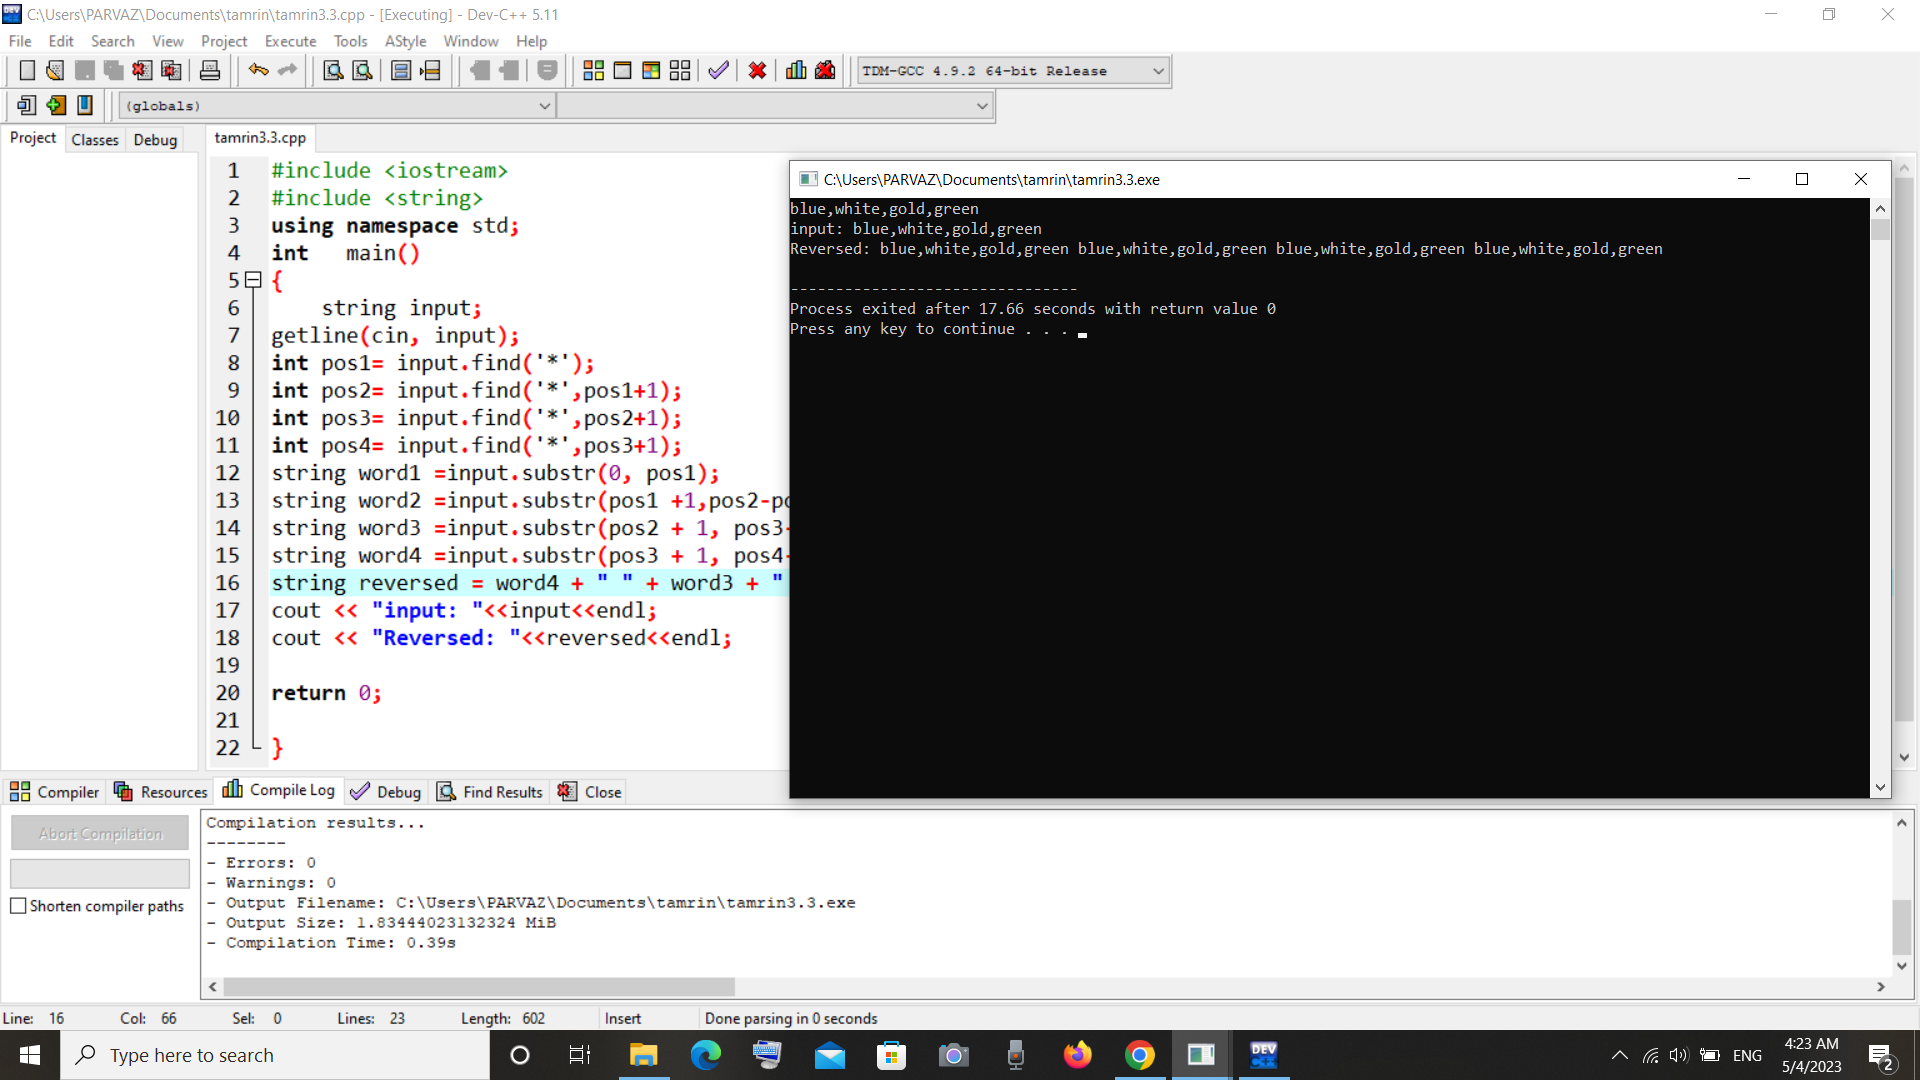 C:\Users\PARVAZ\Documents\tamrin\tamrin3.3.cpp - [Executing] - Dev-C++ 5.11
File Edit Search View Project Execute Tools AStyle Window Help
TDM-GCC 4.9.2 64-bit Release
(globals)
Project Classes Debug
tamrin3.3.cpp
1 #include <iostream>
2 #include <string>
3 using namespace std;
4 int   main()
5 {
6     string input;
7 getline(cin, input);
8 int pos1= input.find('*');
9 int pos2= input.find('*',pos1+1);
10 int pos3= input.find('*',pos2+1);
11 int pos4= input.find('*',pos3+1);
12 string word1 =input.substr(0, pos1);
13 string word2 =input.substr(pos1 +1,pos2-po
14 string word3 =input.substr(pos2 + 1, pos3-
15 string word4 =input.substr(pos3 + 1, pos4-
16 string reversed = word4 + " " + word3 + "
17 cout << "input: "<<input<<endl;
18 cout << "Reversed: "<<reversed<<endl;
19
20 return 0;
21
22 }
C:\Users\PARVAZ\Documents\tamrin\tamrin3.3.exe
blue,white,gold,green
input: blue,white,gold,green
Reversed: blue,white,gold,green blue,white,gold,green blue,white,gold,green blue,white,gold,green
--------------------------------
Process exited after 17.66 seconds with return value 0
Press any key to continue . . .
Compiler Resources Compile Log Debug Find Results Close
Abort Compilation
Shorten compiler paths
Compilation results...
--------
- Errors: 0
- Warnings: 0
- Output Filename: C:\Users\PARVAZ\Documents\tamrin\tamrin3.3.exe
- Output Size: 1.83444023132324 MiB
- Compilation Time: 0.39s
Line: 16 Col: 66 Sel: 0 Lines: 23 Length: 602 Insert Done parsing in 0 seconds
Type here to search
DEV C++
ENG
4:23 AM
5/4/2023
2